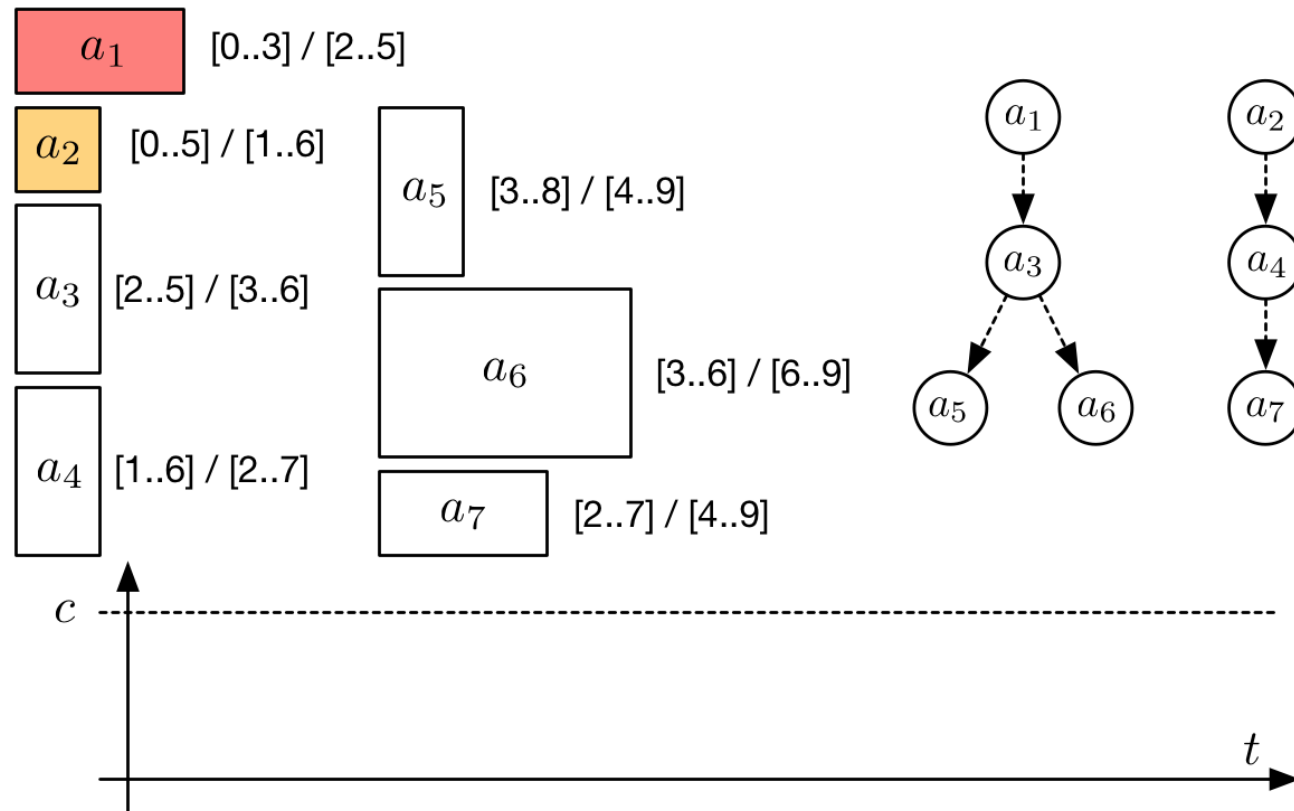 a₁ [0..3] / [2..5]
a₂ [0..5] / [1..6]
a₃ [2..5] / [3..6]
a₄ [1..6] / [2..7]
a₅ [3..8] / [4..9]
a₆ [3..6] / [6..9]
a₇ [2..7] / [4..9]
a₁ a₂
a₃ a₄
a₅ a₆ a₇
c
t